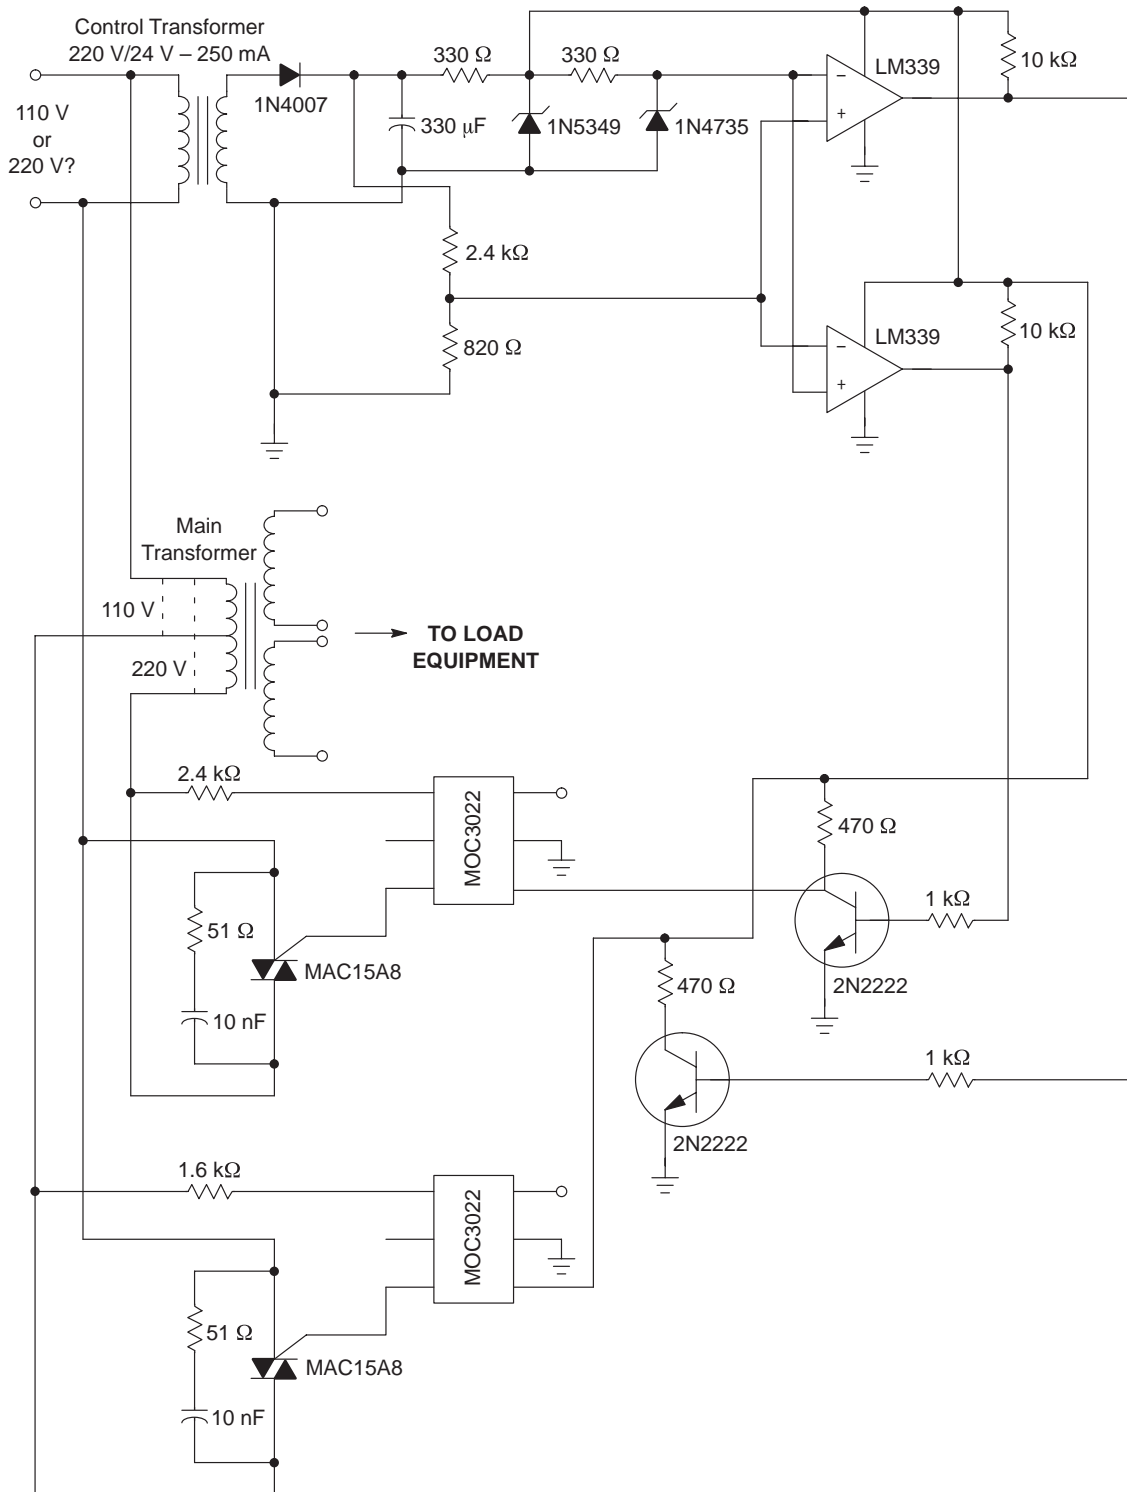 Control Transformer
220 V/24 V – 250 mA
110 V
or
220 V?
1N4007
330 Ω
330 Ω
330 μF
1N5349
1N4735
–
+
LM339
10 kΩ
2.4 kΩ
820 Ω
–
+
LM339
10 kΩ
Main
Transformer
110 V
220 V
TO LOAD
EQUIPMENT
2.4 kΩ
MOC3022
470 Ω
1 kΩ
2N2222
51 Ω
MAC15A8
10 nF
470 Ω
1 kΩ
2N2222
1.6 kΩ
MOC3022
51 Ω
MAC15A8
10 nF